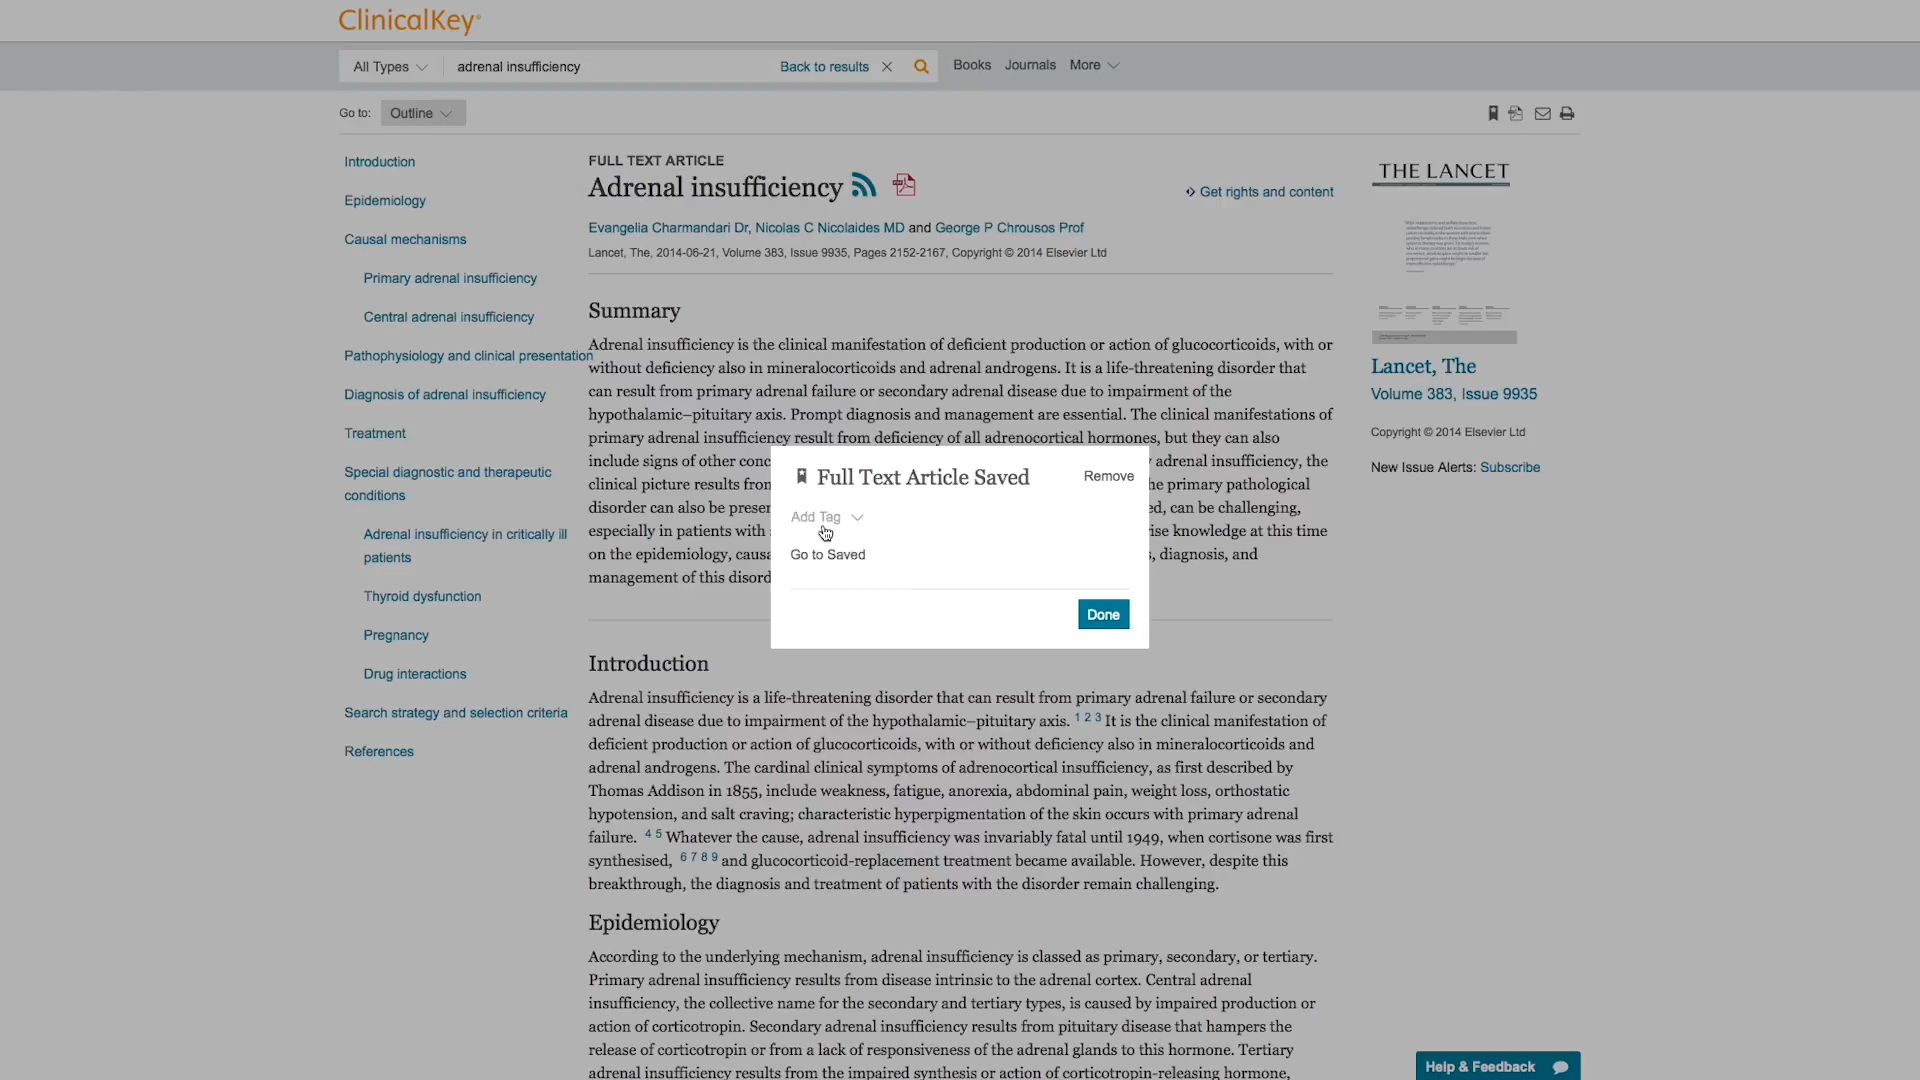 ClinicalKey®
All Types
adrenal insufficiency
Back to results
Books
Journals
More
Go to:
Outline
Introduction
Epidemiology
Causal mechanisms
Primary adrenal insufficiency
Central adrenal insufficiency
Pathophysiology and clinical presentation
Diagnosis of adrenal insufficiency
Treatment
Special diagnostic and therapeutic
conditions
Adrenal insufficiency in critically ill
patients
Thyroid dysfunction
Pregnancy
Drug interactions
Search strategy and selection criteria
References
FULL TEXT ARTICLE
Adrenal insufficiency
Get rights and content
Evangelia Charmandari Dr, Nicolas C Nicolaides MD and George P Chrousos Prof
Lancet, The, 2014-06-21, Volume 383, Issue 9935, Pages 2152-2167, Copyright © 2014 Elsevier Ltd
Summary
Adrenal insufficiency is the clinical manifestation of deficient production or action of glucocorticoids, with or
without deficiency also in mineralocorticoids and adrenal androgens. It is a life-threatening disorder that
can result from primary adrenal failure or secondary adrenal disease due to impairment of the
hypothalamic–pituitary axis. Prompt diagnosis and management are essential. The clinical manifestations of
primary adrenal insufficiency result from deficiency of all adrenocortical hormones, but they can also
include signs of other conc adrenal insufficiency, the
clinical picture results from he primary pathological
disorder can also be presen ed, can be challenging,
especially in patients with ise knowledge at this time
on the epidemiology, causa , diagnosis, and
management of this disord
Full Text Article Saved
Remove
Add Tag
Go to Saved
Done
Introduction
Adrenal insufficiency is a life-threatening disorder that can result from primary adrenal failure or secondary
adrenal disease due to impairment of the hypothalamic–pituitary axis. 1 2 3 It is the clinical manifestation of
deficient production or action of glucocorticoids, with or without deficiency also in mineralocorticoids and
adrenal androgens. The cardinal clinical symptoms of adrenocortical insufficiency, as first described by
Thomas Addison in 1855, include weakness, fatigue, anorexia, abdominal pain, weight loss, orthostatic
hypotension, and salt craving; characteristic hyperpigmentation of the skin occurs with primary adrenal
failure. 4 5 Whatever the cause, adrenal insufficiency was invariably fatal until 1949, when cortisone was first
synthesised, 6 7 8 9 and glucocorticoid-replacement treatment became available. However, despite this
breakthrough, the diagnosis and treatment of patients with the disorder remain challenging.
Epidemiology
According to the underlying mechanism, adrenal insufficiency is classed as primary, secondary, or tertiary.
Primary adrenal insufficiency results from disease intrinsic to the adrenal cortex. Central adrenal
insufficiency, the collective name for the secondary and tertiary types, is caused by impaired production or
action of corticotropin. Secondary adrenal insufficiency results from pituitary disease that hampers the
release of corticotropin or from a lack of responsiveness of the adrenal glands to this hormone. Tertiary
adrenal insufficiency results from the impaired synthesis or action of corticotropin-releasing hormone,
THE LANCET
Lancet, The
Volume 383, Issue 9935
Copyright © 2014 Elsevier Ltd
New Issue Alerts: Subscribe
Help & Feedback